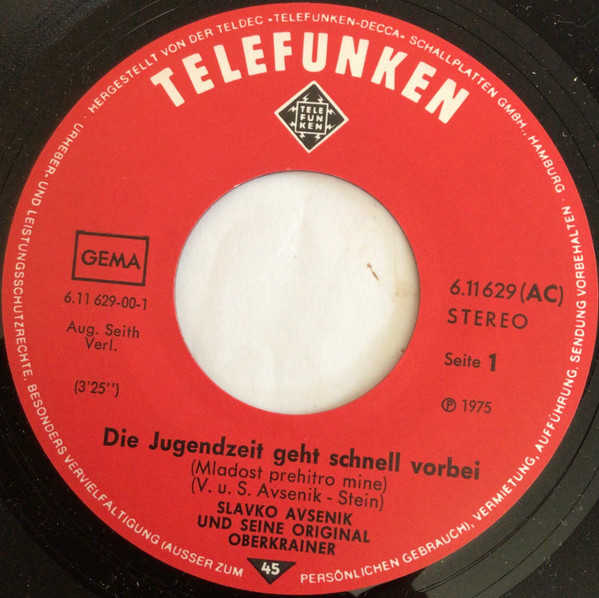 URHEBER- UND LEISTUNGSSCHUTZRECHTE, BESONDERS VERVIELFÄLTIGUNG (AUSSER ZUM PERSÖNLICHEN GEBRAUCH), VERMIETUNG, AUFFÜHRUNG, SENDUNG VORBEHALTEN. · HERGESTELLT VON DER TELDEC »TELEFUNKEN-DECCA« SCHALLPLATTEN GMBH., HAMBURG ·
TELEFUNKEN
TELE
FUN
KEN
GEMA
6.11 629-00-1
Aug. Seith
Verl.
(3'25'')
6.11629 (AC)
STEREO
Seite 1
℗ 1975
Die Jugendzeit geht schnell vorbei
(Mladost prehitro mine)
(V. u. S. Avsenik - Stein)
SLAVKO AVSENIK
UND SEINE ORIGINAL
OBERKRAINER
45